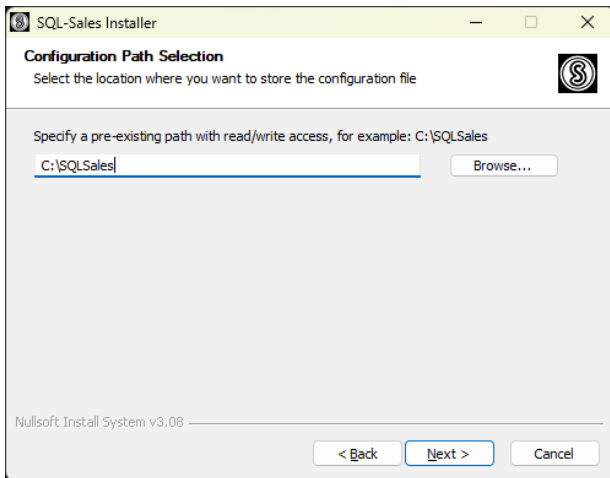 SQL-Sales Installer
Configuration Path Selection
Select the location where you want to store the configuration file
Specify a pre-existing path with read/write access, for example: C:\SQLSales
C:\SQLSales
Browse...
Nullsoft Install System v3.08
< Back
Next >
Cancel